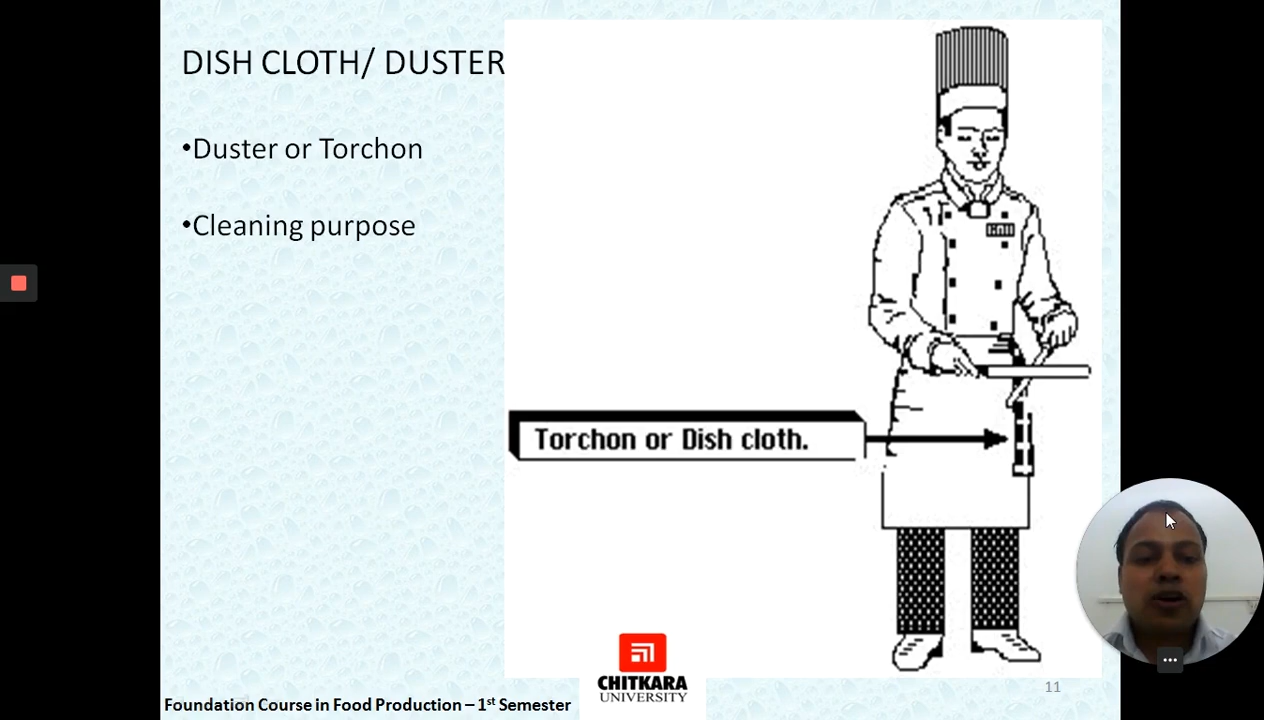 DISH CLOTH/ DUSTER
•Duster or Torchon
•Cleaning purpose
Torchon or Dish cloth.
CHITKARA
UNIVERSITY
11
Foundation Course in Food Production – 1st Semester